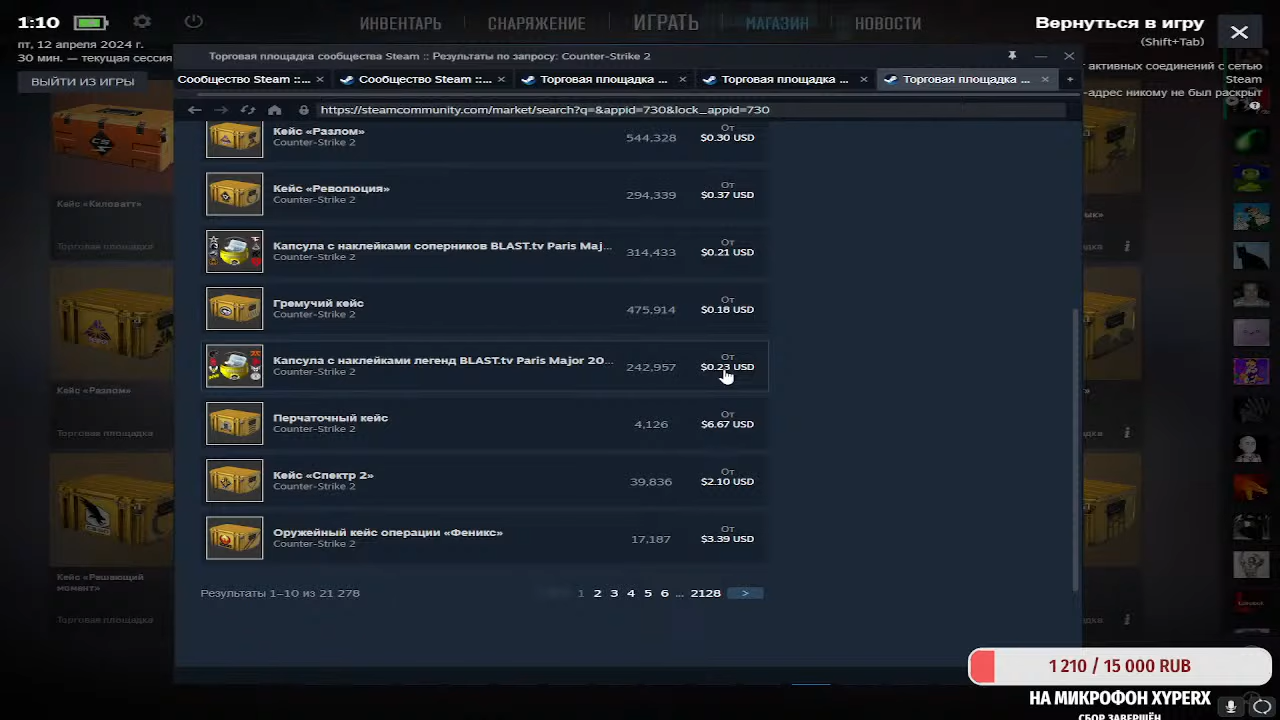 1:10
пт, 12 апреля 2024 г.
30 мин. — текущая сессия
ВЫЙТИ ИЗ ИГРЫ
ИНВЕНТАРЬ
СНАРЯЖЕНИЕ
ИГРАТЬ
МАГАЗИН
НОВОСТИ
Вернуться в игру
(Shift+Tab)
активных соединений с сетью
Steam
-адрес никому не был раскрыт
Торговая площадка сообщества Steam :: Результаты по запросу: Counter-Strike 2
Сообщество Steam ::...
Сообщество Steam ::...
Торговая площадка ...
Торговая площадка ...
Торговая площадка ...
https://steamcommunity.com/market/search?q=&appid=730&lock_appid=730
Кейс «Разлом»
Counter-Strike 2
544,328
$0.30 USD
Кейс «Революция»
Counter-Strike 2
294,339
От
$0.37 USD
Капсула с наклейками соперников BLAST.tv Paris Maj...
Counter-Strike 2
314,433
От
$0.21 USD
Гремучий кейс
Counter-Strike 2
475,914
От
$0.18 USD
Капсула с наклейками легенд BLAST.tv Paris Major 20...
Counter-Strike 2
242,957
От
$0.23 USD
Перчаточный кейс
Counter-Strike 2
4,126
От
$6.67 USD
Кейс «Спектр 2»
Counter-Strike 2
39,836
От
$2.10 USD
Оружейный кейс операции «Феникс»
Counter-Strike 2
17,187
От
$3.39 USD
Результаты 1–10 из 21 278
1 2 3 4 5 6 ... 2128 >
Кейс «Киловатт»
Торговая площадка
Кейс «Разлом»
Торговая площадка
Кейс «Решающий
момент»
Торговая площадка
1 210 / 15 000 RUB
НА МИКРОФОН XYPERX
СБОР ЗАВЕРШЁН